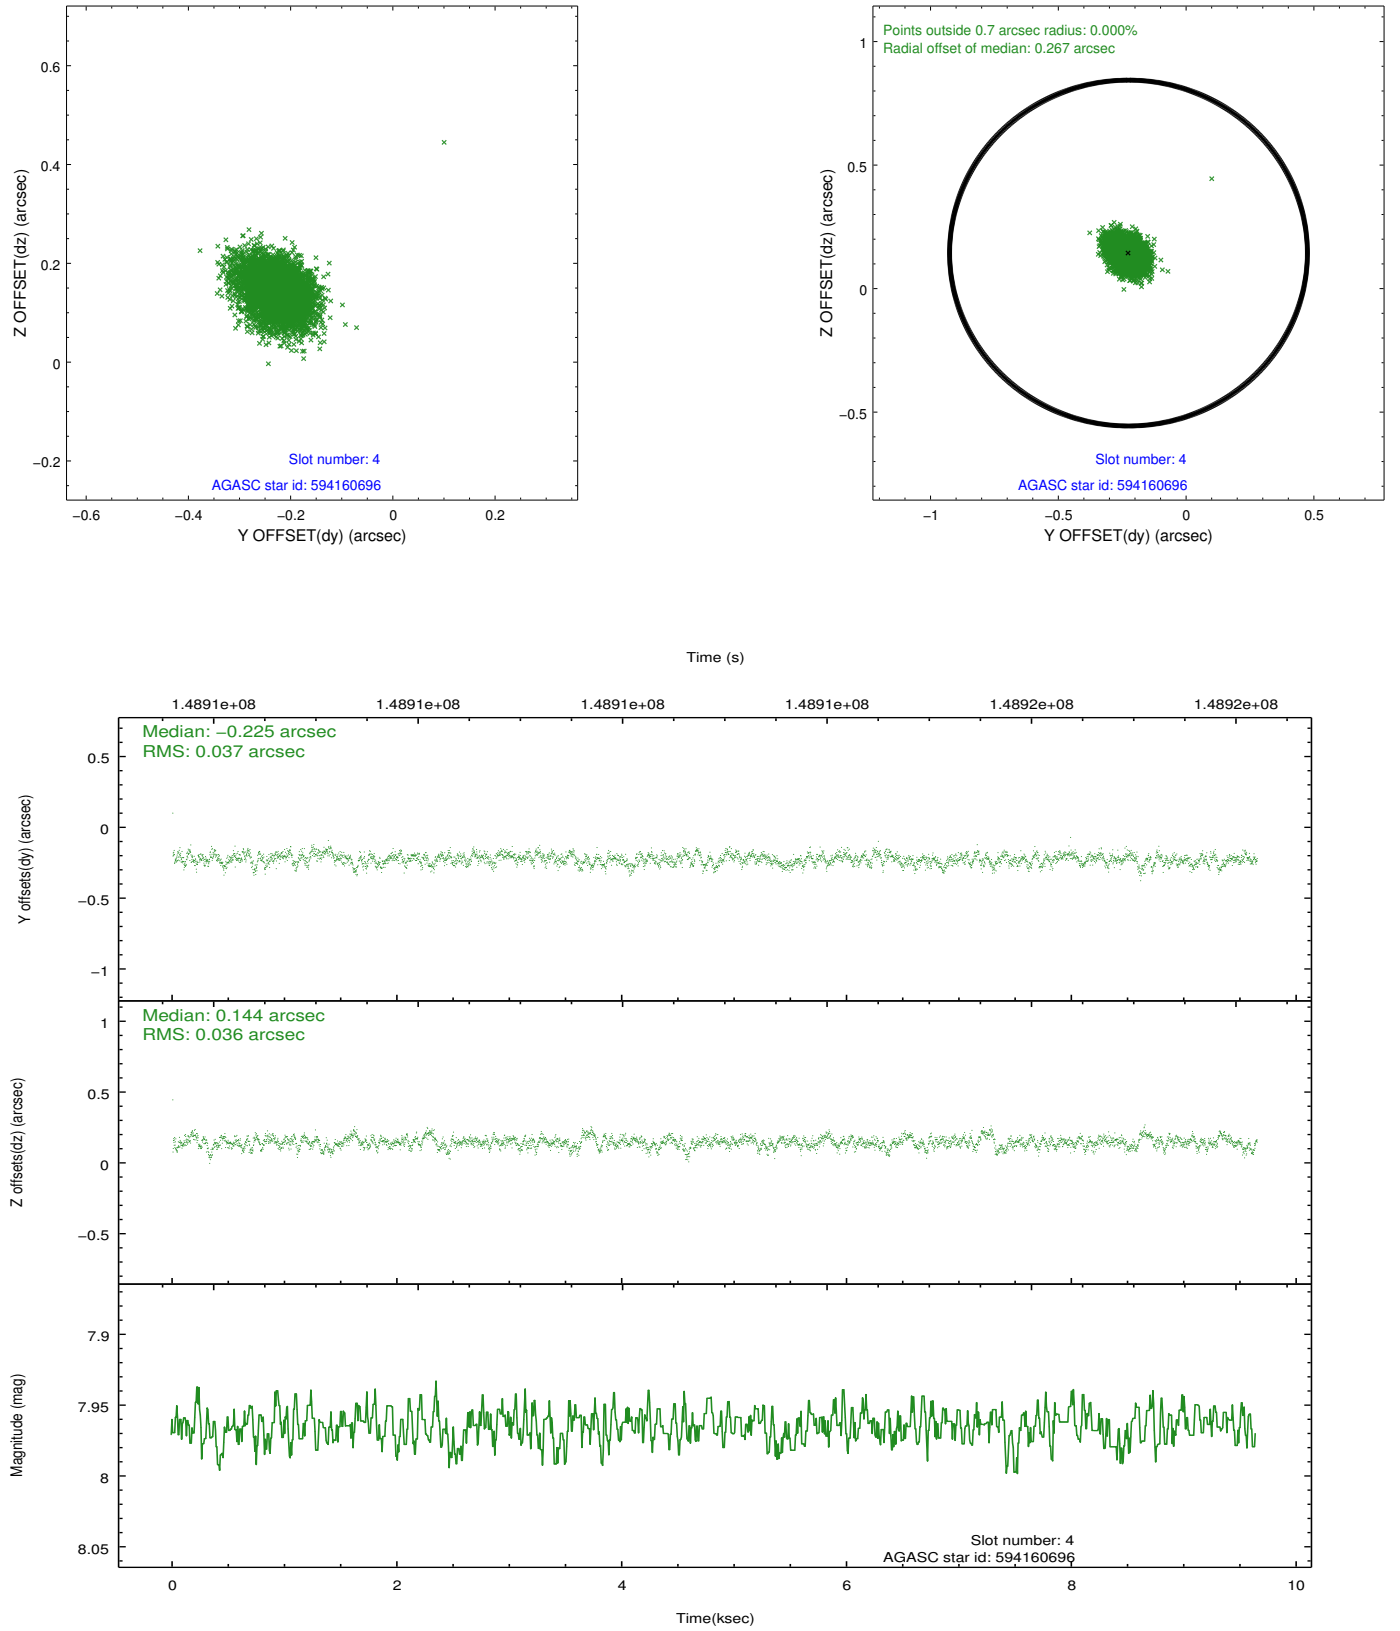 0.6
0.4
0.2
0
−0.2
Z OFFSET(dz) (arcsec)
Slot number: 4
AGASC star id: 594160696
−0.6
−0.4
−0.2
0
0.2
Y OFFSET(dy) (arcsec)
Points outside 0.7 arcsec radius: 0.000%
Radial offset of median: 0.267 arcsec
1
0.5
0
−0.5
Z OFFSET(dz) (arcsec)
Slot number: 4
AGASC star id: 594160696
−1
−0.5
0
0.5
Y OFFSET(dy) (arcsec)
Time (s)
1.4891e+08
1.4891e+08
1.4891e+08
1.4891e+08
1.4892e+08
1.4892e+08
Median: −0.225 arcsec
RMS: 0.037 arcsec
0.5
0
−0.5
−1
Y offsets(dy) (arcsec)
Median: 0.144 arcsec
RMS: 0.036 arcsec
1
0.5
0
−0.5
Z offsets(dz) (arcsec)
7.9
7.95
8
8.05
Magnitude (mag)
Slot number: 4
AGASC star id: 594160696
0
2
4
6
8
10
Time(ksec)